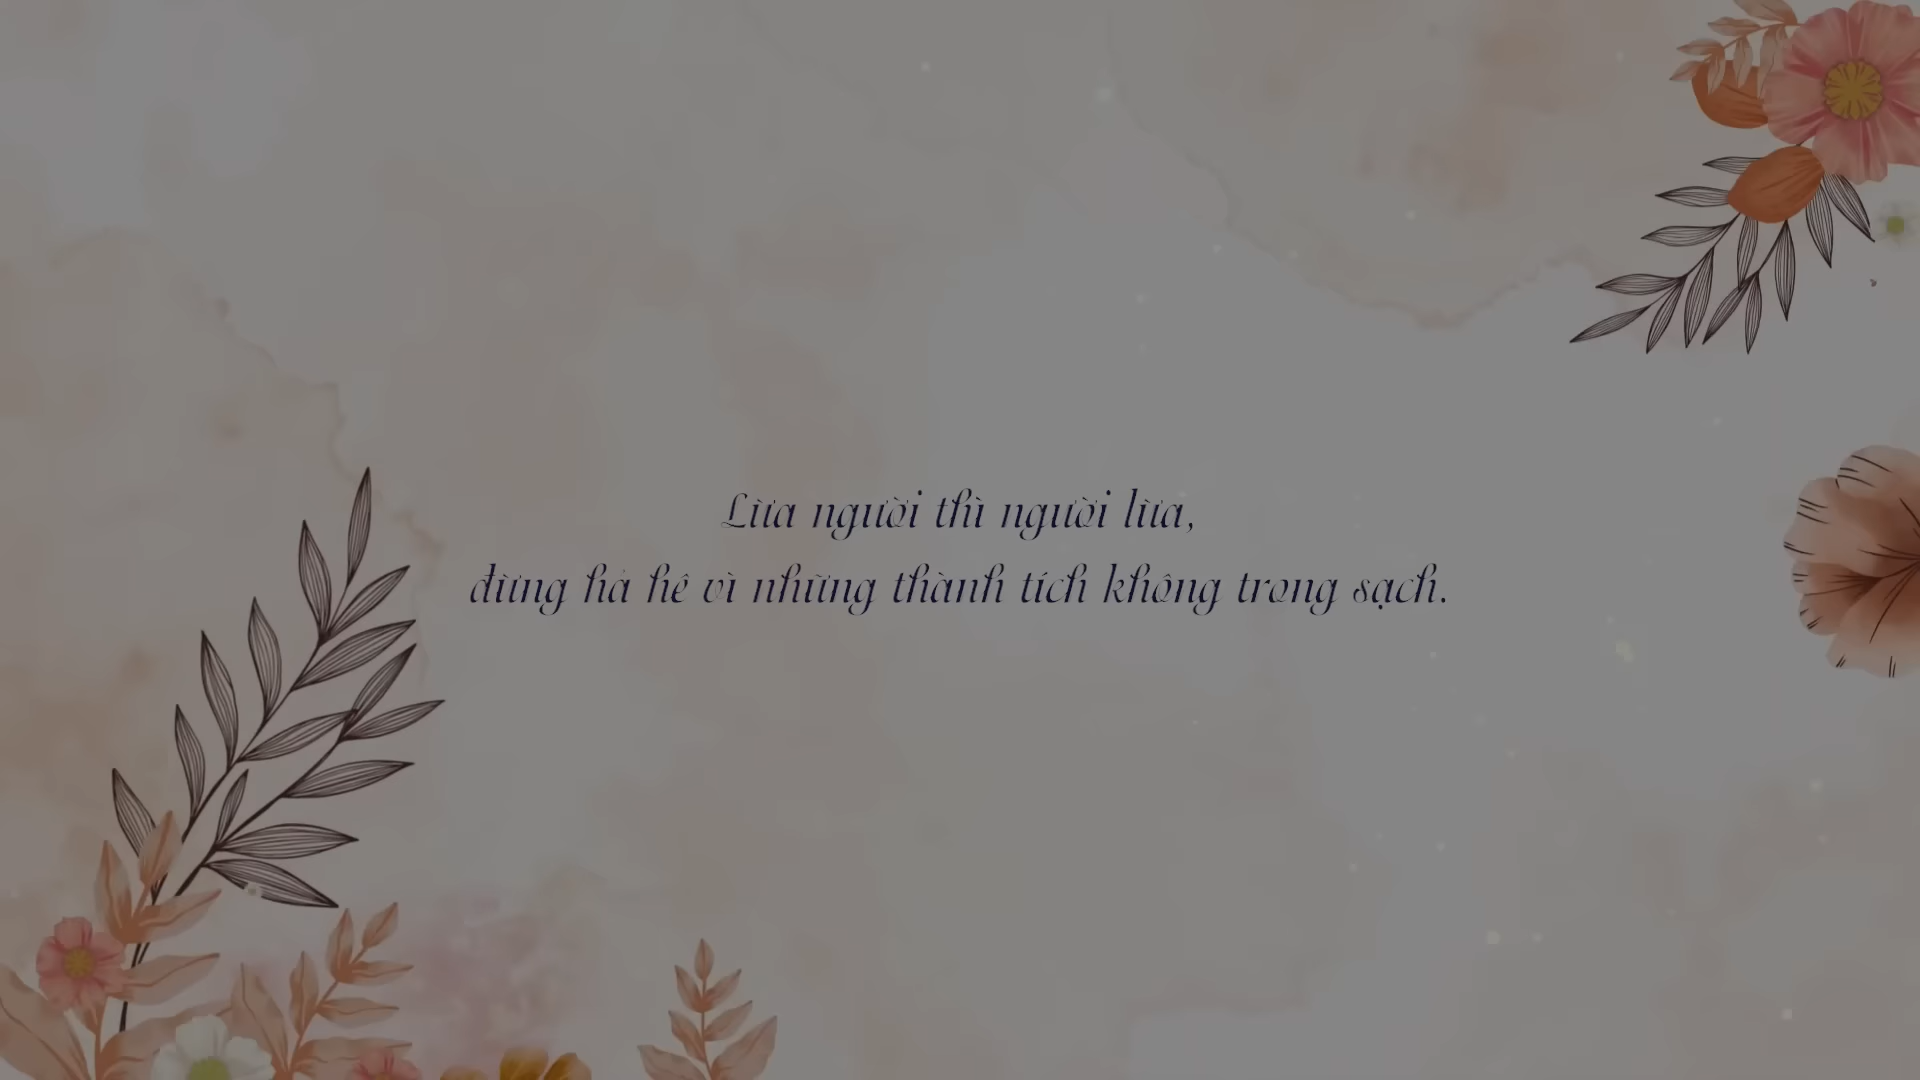 Lừa người thì người lừa,
đừng hả hê vì những thành tích không trong sạch.